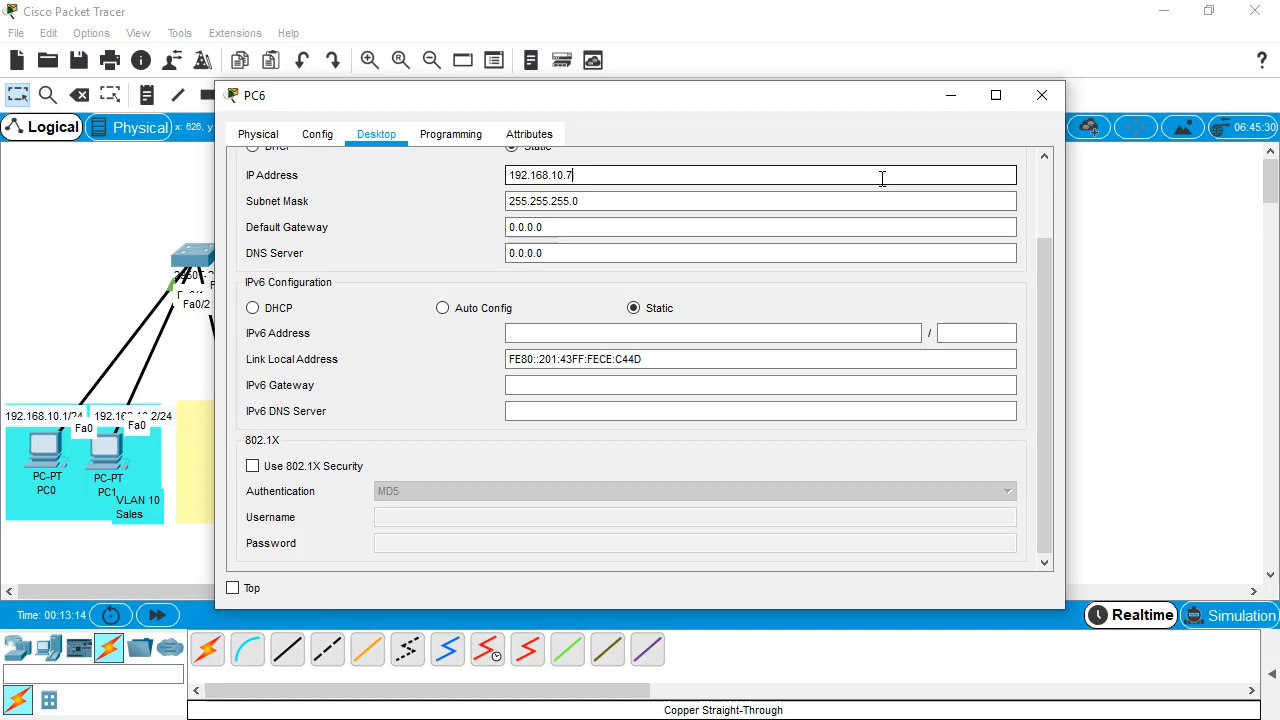 Cisco Packet Tracer
File Edit Options View Tools Extensions Help
PC6
Logical
Physical
x: 626, y
06:45:30
Physical Config Desktop Programming Attributes
DHCP Static
IP Address 192.168.10.7
Subnet Mask 255.255.255.0
Default Gateway 0.0.0.0
DNS Server 0.0.0.0
IPv6 Configuration
DHCP Auto Config Static
IPv6 Address /
Link Local Address FE80::201:43FF:FECE:C44D
IPv6 Gateway
IPv6 DNS Server
802.1X
Use 802.1X Security
Authentication MD5
Username
Password
Top
Fa0/2
192.168.10.1/24
Fa0
Fa0
PC-PT
PC0
PC-PT
PC1
VLAN 10
Sales
Time: 00:13:14
Realtime
Simulation
Copper Straight-Through